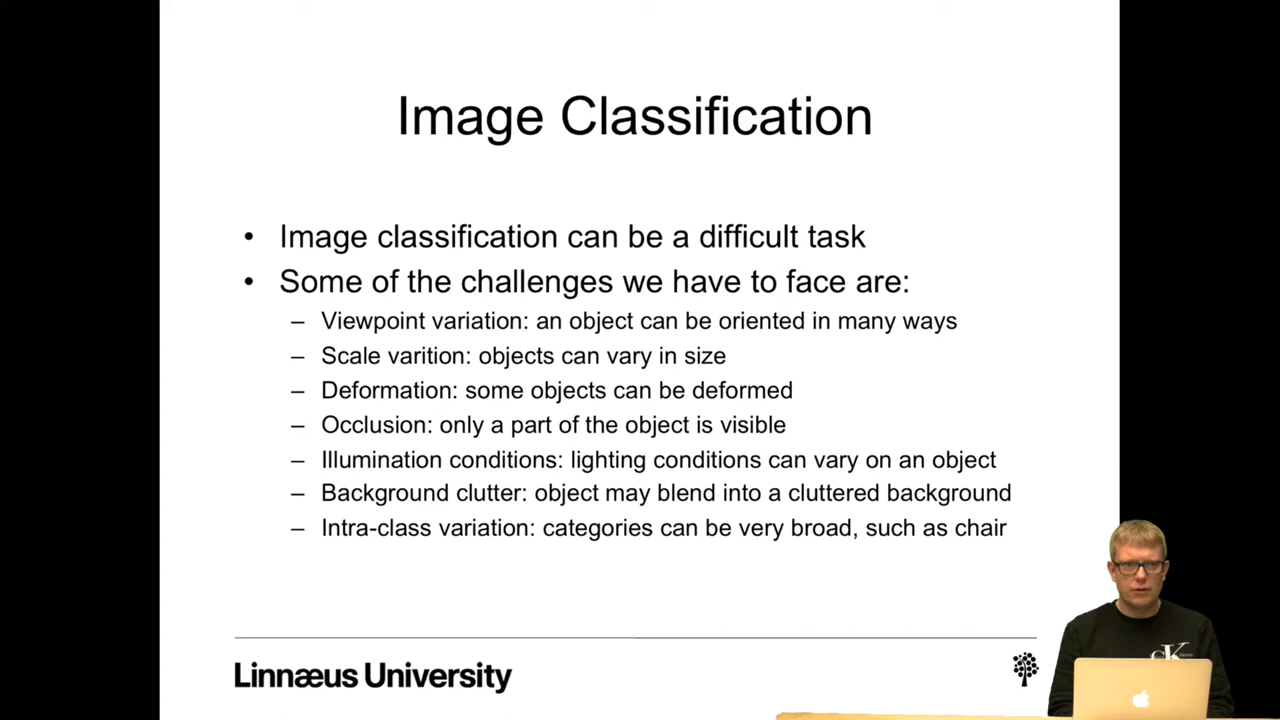 Image Classification
• Image classification can be a difficult task
• Some of the challenges we have to face are:
– Viewpoint variation: an object can be oriented in many ways
– Scale varition: objects can vary in size
– Deformation: some objects can be deformed
– Occlusion: only a part of the object is visible
– Illumination conditions: lighting conditions can vary on an object
– Background clutter: object may blend into a cluttered background
– Intra-class variation: categories can be very broad, such as chair
Linnæus University
CK